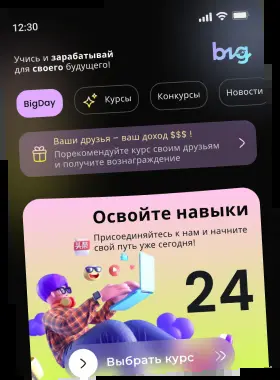 12:30
Учись и зарабатывай
для своего будущего!
big
BigDay
Курсы
Конкурсы
Новости
Ваши друзья – ваш доход $$$ !
Порекомендуйте курс своим друзьям
и получите вознаграждение
Освойте навыки
Присоединяйтесь к нам и начните
свой путь уже сегодня!
24
Выбрать курс